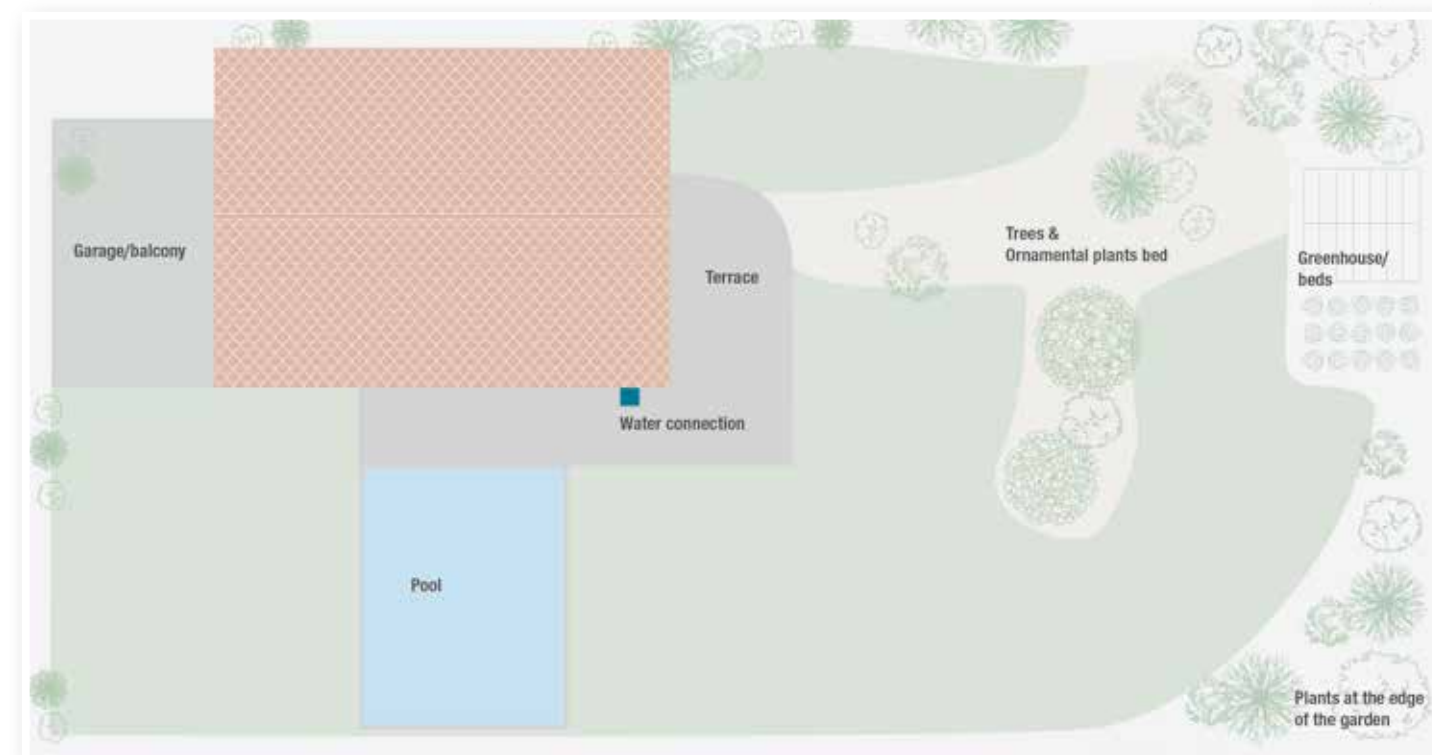 Garage/balcony
Terrace
Trees &
Ornamental plants bed
Greenhouse/
beds
Water connection
Pool
Plants at the edge
of the garden